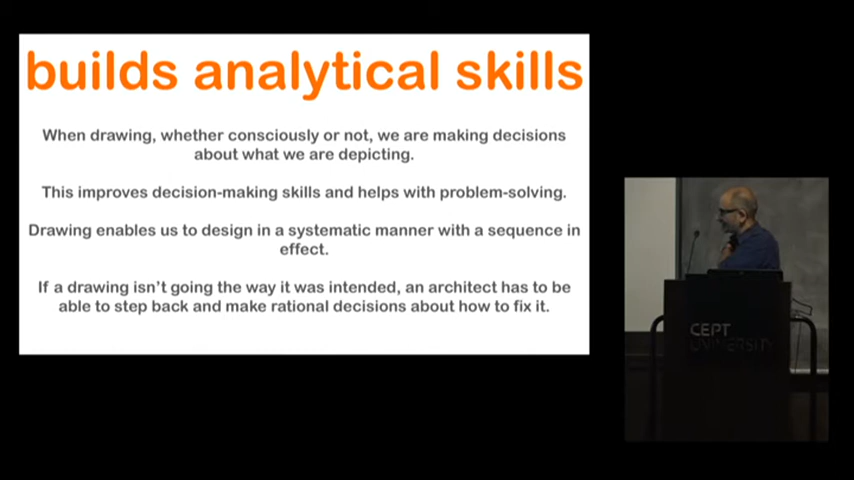 builds analytical skills
When drawing, whether consciously or not, we are making decisions
about what we are depicting.
This improves decision-making skills and helps with problem-solving.
Drawing enables us to design in a systematic manner with a sequence in
effect.
If a drawing isn't going the way it was intended, an architect has to be
able to step back and make rational decisions about how to fix it.
CEPT
UNIVERSITY